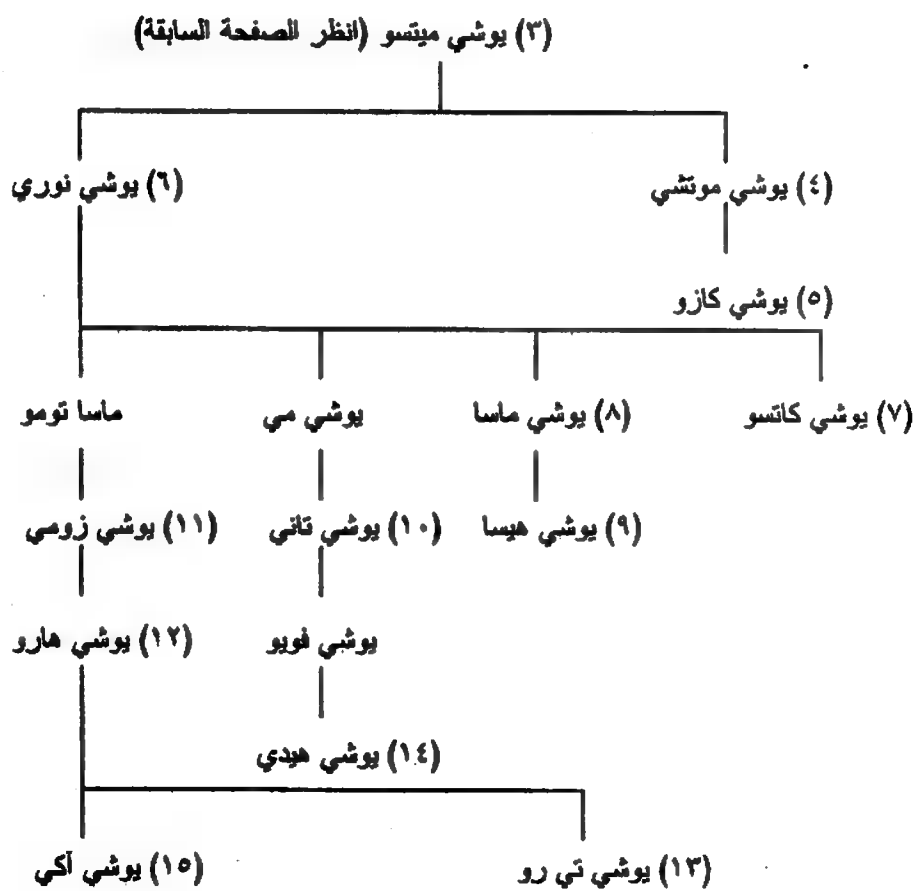 (٣) يوشي ميتسو (انظر الصفحة السابقة)
(٤) يوشي موتشي
(٦) يوشي نوري
(٥) يوشي كازو
(٧) يوشي كاتسو
(٨) يوشي ماسا
يوشي مي
ماسا تومو
(٩) يوشي هيسا
(١٠) يوشي تاني
(١١) يوشي زومي
يوشي فويو
(١٢) يوشي هارو
(١٤) يوشي هيدي
(١٣) يوشي تي رو
(١٥) يوشي آكي